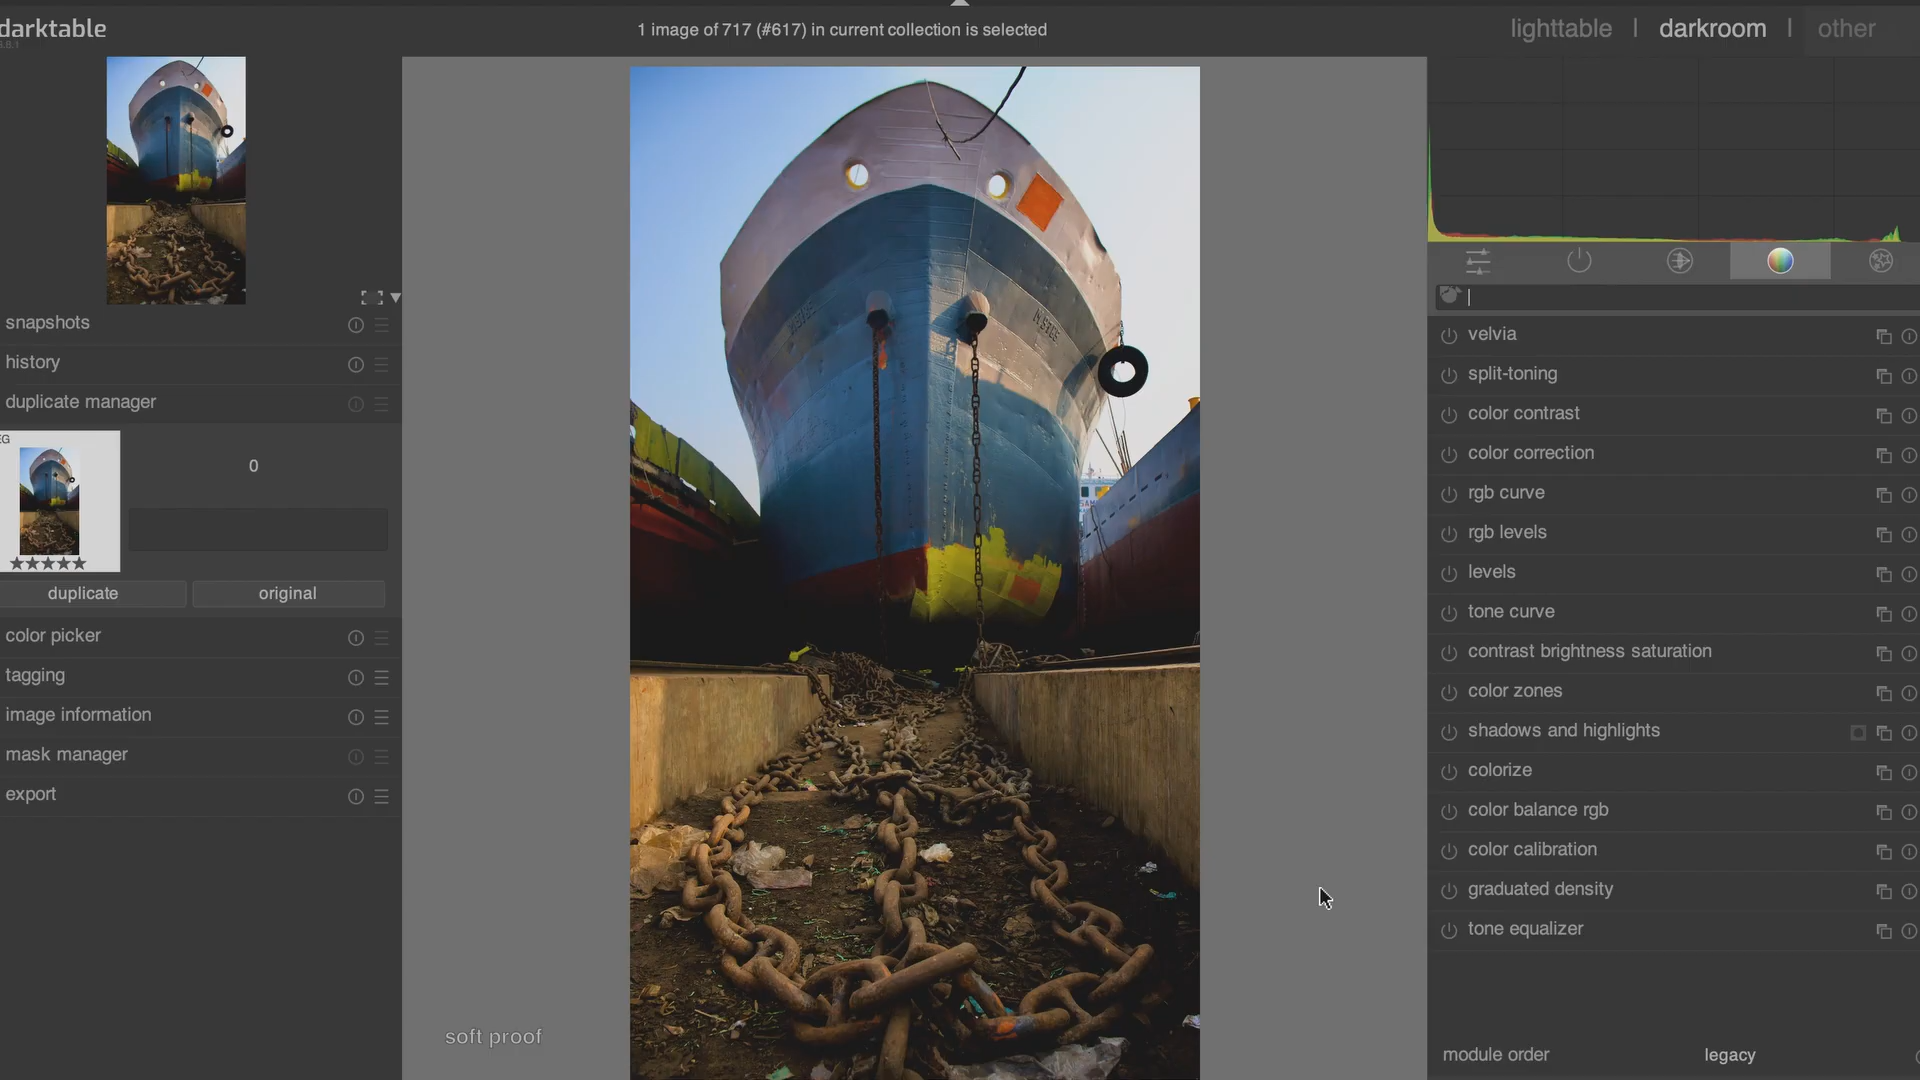 darktable
3.8.1
1 image of 717 (#617) in current collection is selected
lighttable | darkroom | other
snapshots
history
duplicate manager
0
duplicate
original
color picker
tagging
image information
mask manager
export
soft proof
velvia
split-toning
color contrast
color correction
rgb curve
rgb levels
levels
tone curve
contrast brightness saturation
color zones
shadows and highlights
colorize
color balance rgb
color calibration
graduated density
tone equalizer
module order
legacy